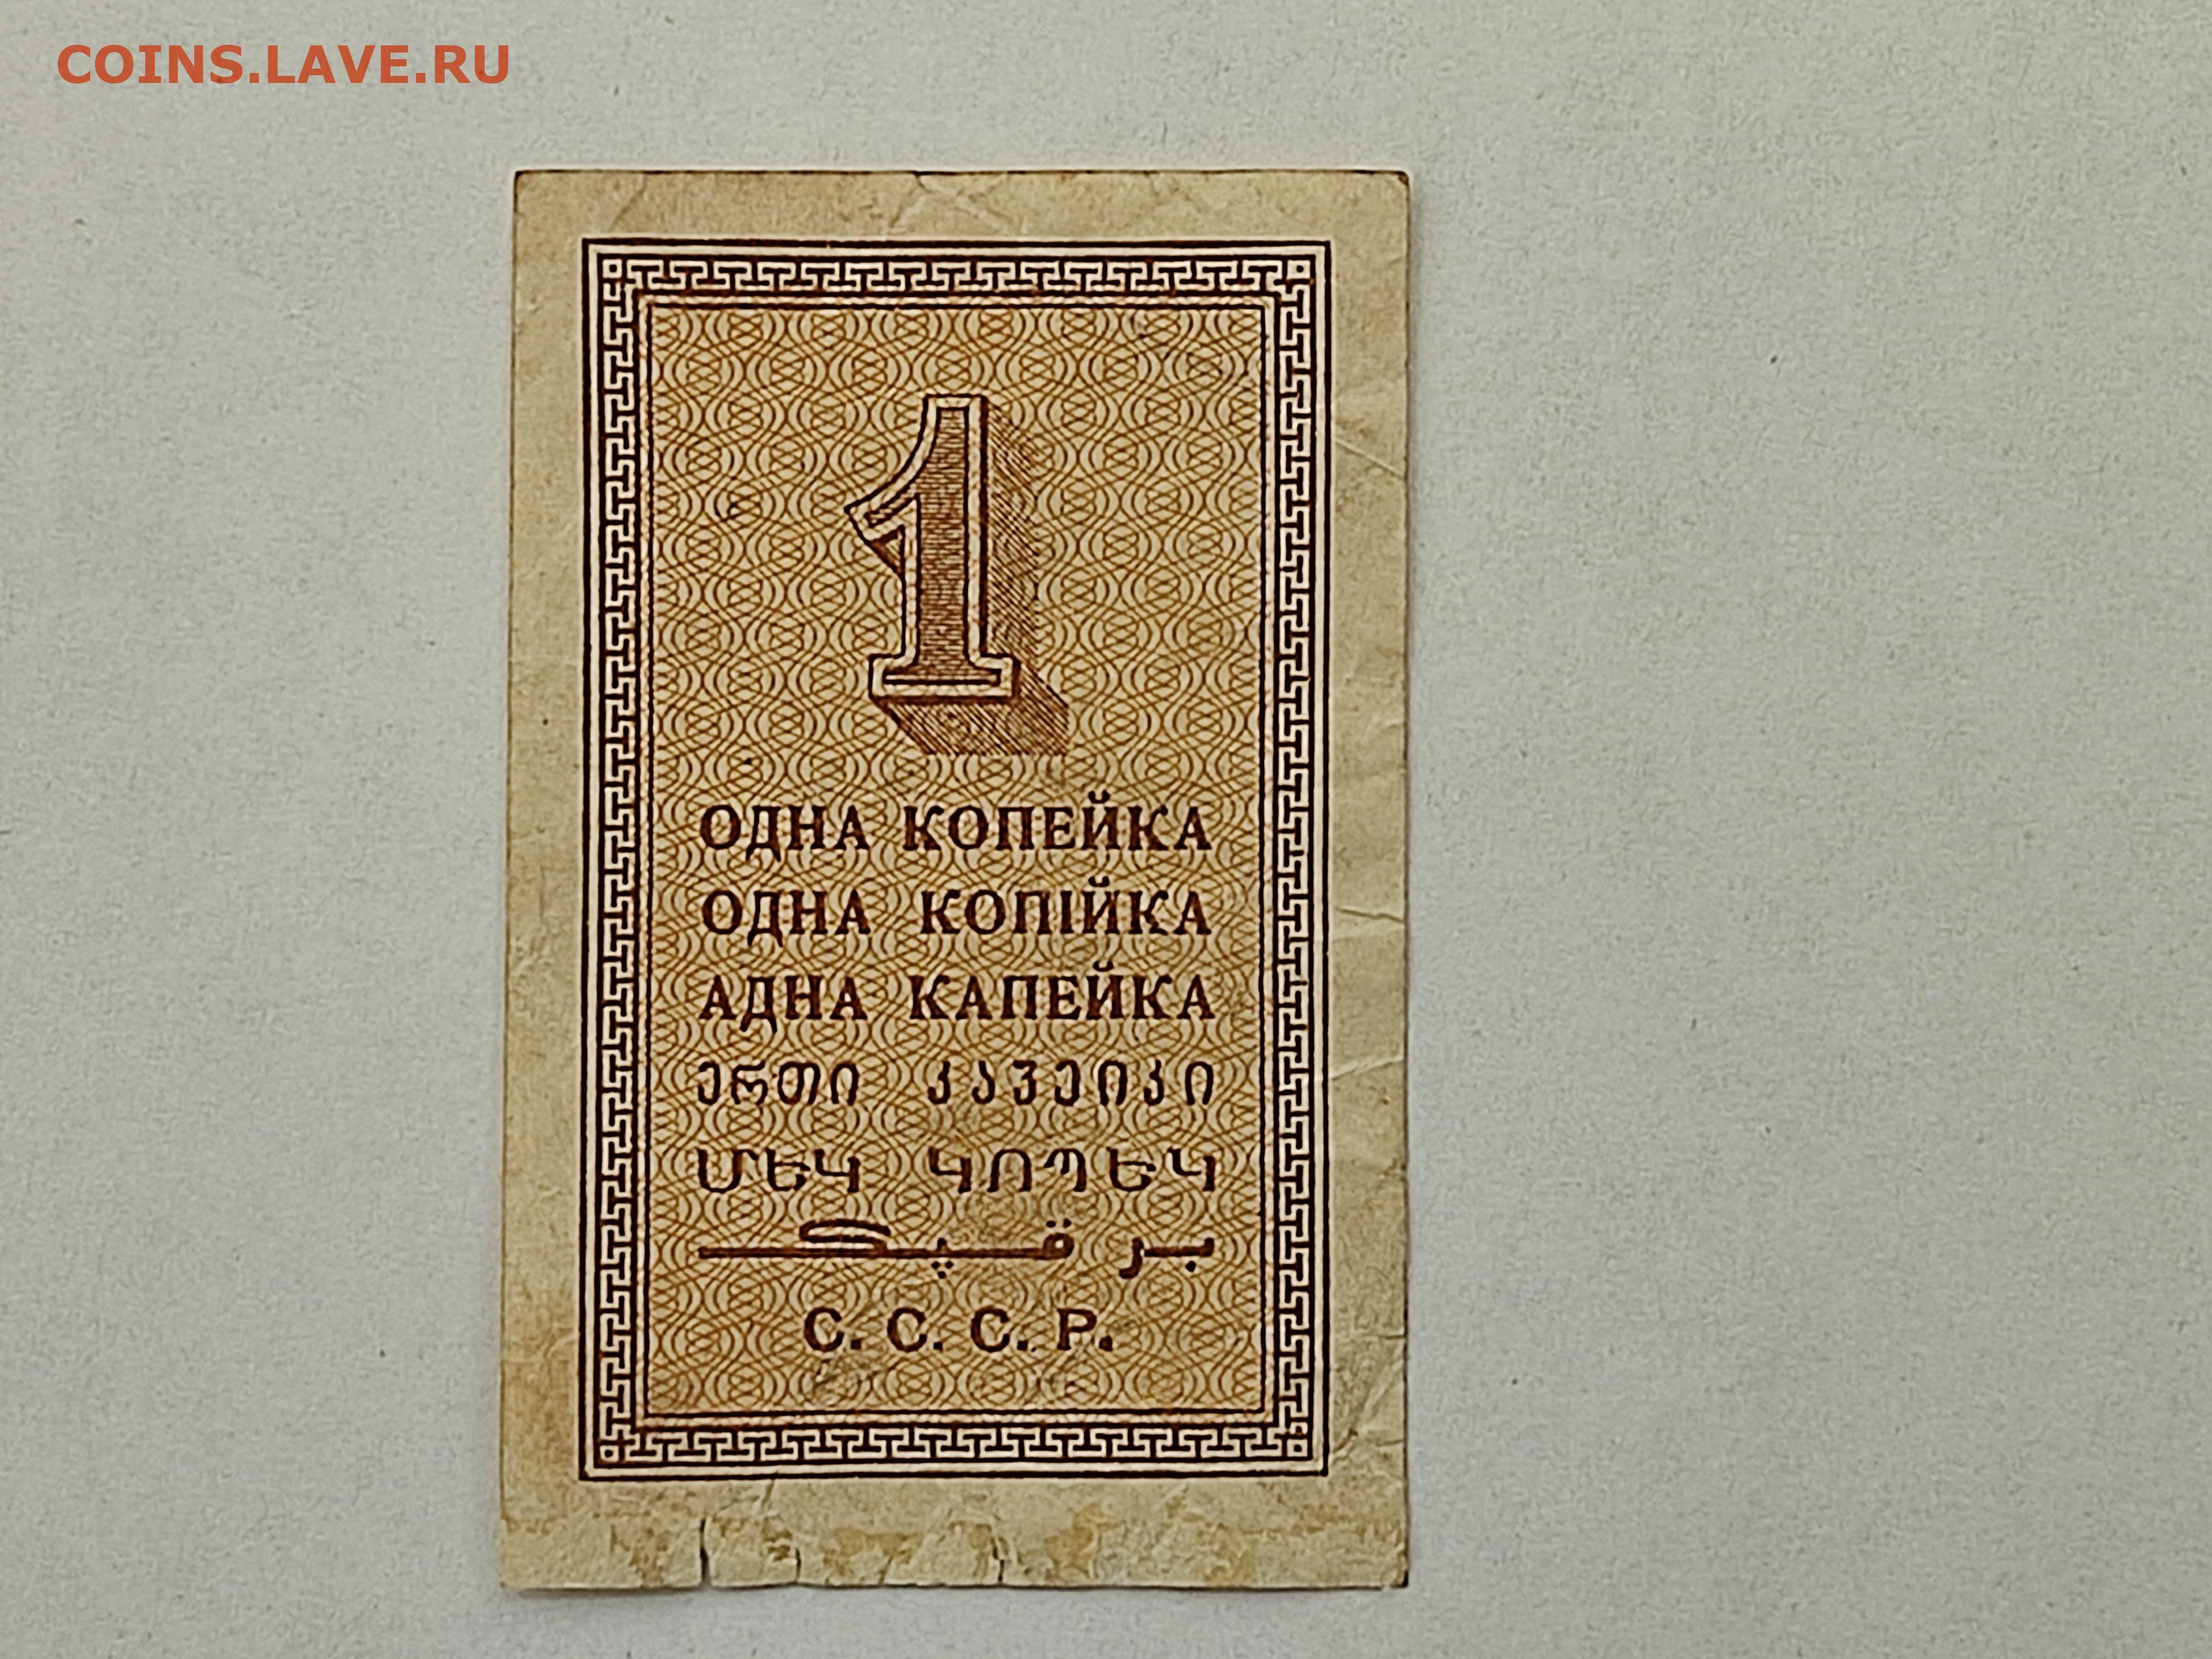 COINS.LAVE.RU
1
ОДНА КОПЕЙКА
ОДНА КОПІЙКА
АДНА КАПЕЙКА
ერთი კაპეიკი
ՄԵԿ ԿՈՊԵԿ
بر قپك
С. С. С. Р.